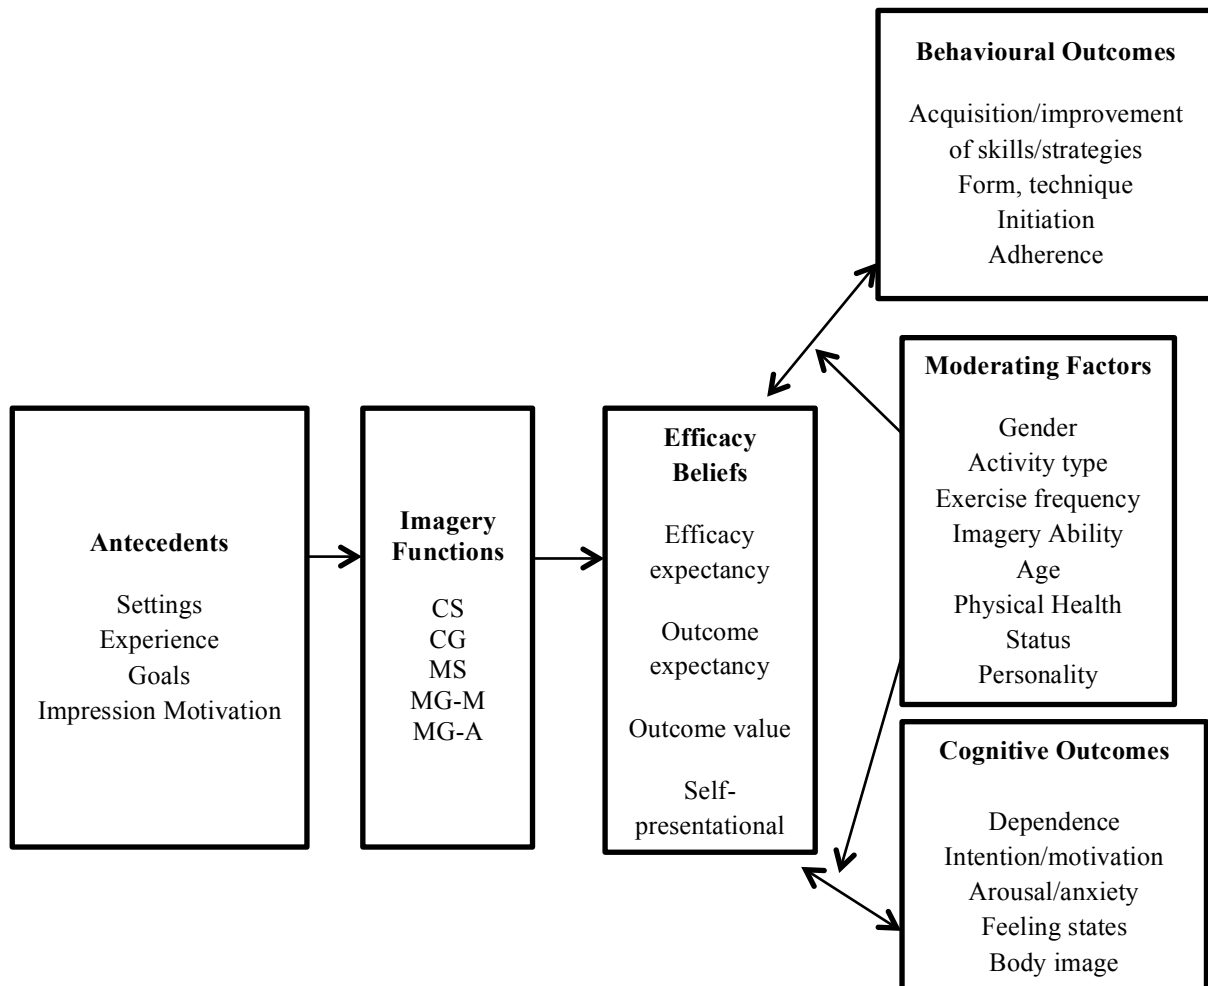 Behavioural Outcomes
Acquisition/improvement
of skills/strategies
Form, technique
Initiation
Adherence
Antecedents
Settings
Experience
Goals
Impression Motivation
Imagery
Functions
CS
CG
MS
MG-M
MG-A
Efficacy
Beliefs
Efficacy
expectancy
Outcome
expectancy
Outcome value
Self-
presentational
Moderating Factors
Gender
Activity type
Exercise frequency
Imagery Ability
Age
Physical Health
Status
Personality
Cognitive Outcomes
Dependence
Intention/motivation
Arousal/anxiety
Feeling states
Body image